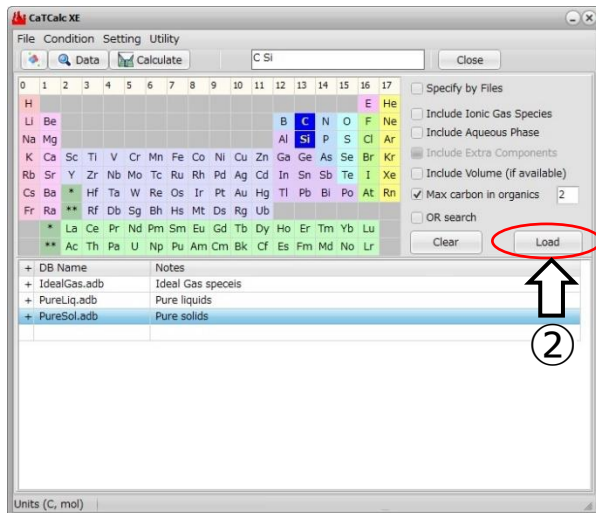 CaTCalc XE
File Condition Setting Utility
Data Calculate C Si Close
0 1 2 3 4 5 6 7 8 9 10 11 12 13 14 15 16 17
H E He
Li Be B C N O F Ne
Na Mg Al Si P S Cl Ar
K Ca Sc Ti V Cr Mn Fe Co Ni Cu Zn Ga Ge As Se Br Kr
Rb Sr Y Zr Nb Mo Tc Ru Rh Pd Ag Cd In Sn Sb Te I Xe
Cs Ba * Hf Ta W Re Os Ir Pt Au Hg Tl Pb Bi Po At Rn
Fr Ra ** Rf Db Sg Bh Hs Mt Ds Rg Ub
* La Ce Pr Nd Pm Sm Eu Gd Tb Dy Ho Er Tm Yb Lu
** Ac Th Pa U Np Pu Am Cm Bk Cf Es Fm Md No Lr
Specify by Files
Include Ionic Gas Species
Include Aqueous Phase
Include Extra Components
Include Volume (if available)
Max carbon in organics 2
OR search
Clear Load
②
+ DB Name Notes
+ IdealGas.adb Ideal Gas speceis
+ PureLiq.adb Pure liquids
+ PureSol.adb Pure solids
Units (C, mol)